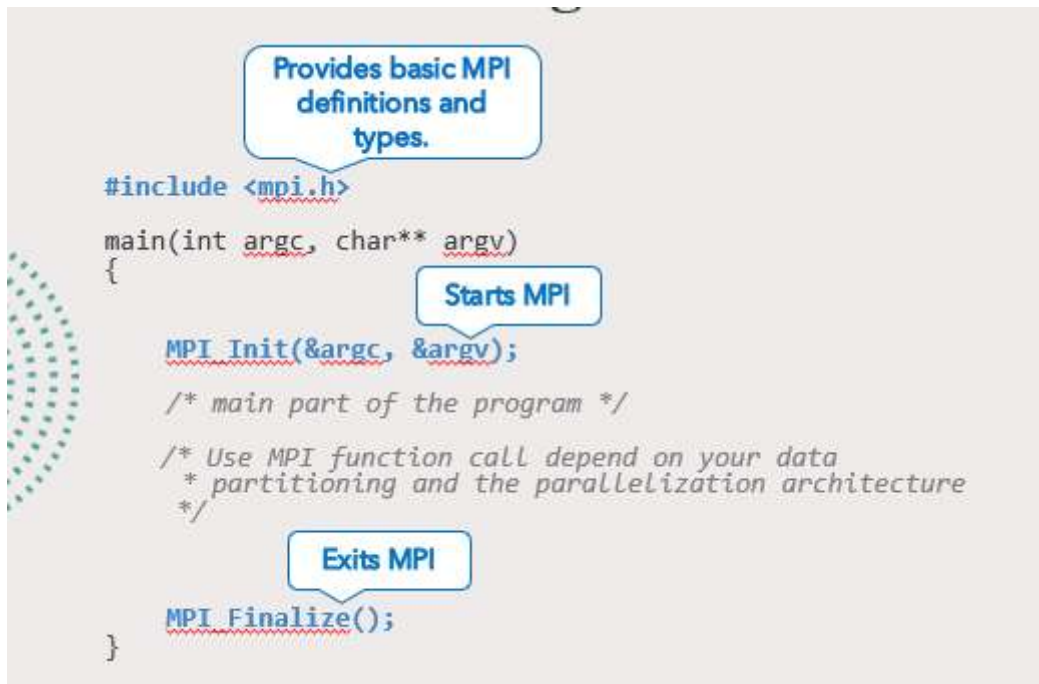 Provides basic MPI
definitions and
types.
#include <mpi.h>
main(int argc, char** argv)
{
Starts MPI
MPI_Init(&argc, &argv);
/* main part of the program */
/* Use MPI function call depend on your data
* partitioning and the parallelization architecture
*/
Exits MPI
MPI_Finalize();
}